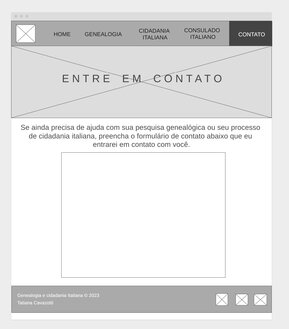 HOME
GENEALOGIA
CIDADANIA
ITALIANA
CONSULADO
ITALIANO
CONTATO
ENTRE EM CONTATO
Se ainda precisa de ajuda com sua pesquisa genealógica ou seu processo
de cidadania italiana, preencha o formulário de contato abaixo que eu
entrarei em contato com você.
Genealogia e cidadania italiana © 2023
Tatiana Cavazotti